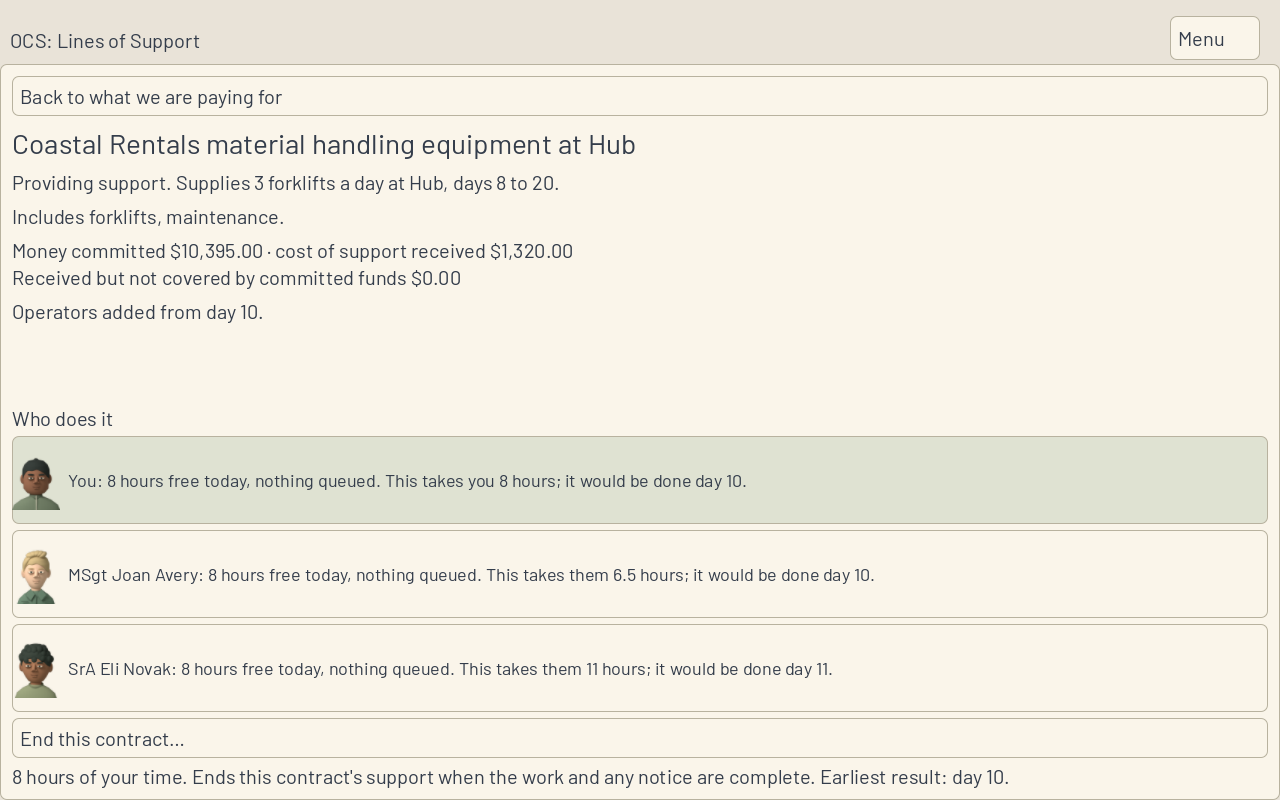 OCS: Lines of Support
Menu
Back to what we are paying for
Coastal Rentals material handling equipment at Hub
Providing support. Supplies 3 forklifts a day at Hub, days 8 to 20.
Includes forklifts, maintenance.
Money committed $10,395.00 · cost of support received $1,320.00
Received but not covered by committed funds $0.00
Operators added from day 10.
Who does it
You: 8 hours free today, nothing queued. This takes you 8 hours; it would be done day 10.
MSgt Joan Avery: 8 hours free today, nothing queued. This takes them 6.5 hours; it would be done day 10.
SrA Eli Novak: 8 hours free today, nothing queued. This takes them 11 hours; it would be done day 11.
End this contract...
8 hours of your time. Ends this contract's support when the work and any notice are complete. Earliest result: day 10.